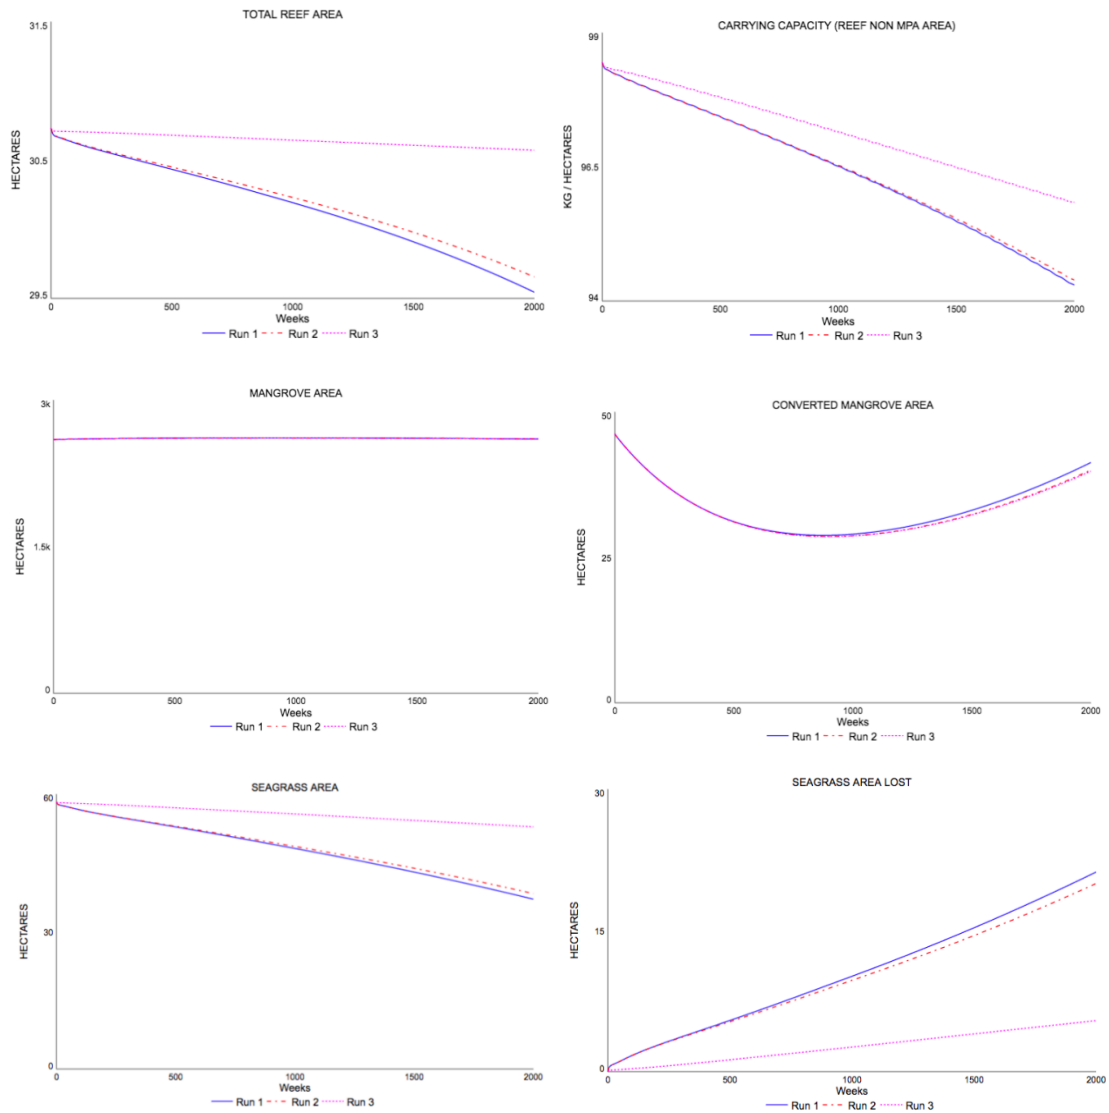 TOTAL REEF AREA
31.5
30.5
29.5
HECTARES
0 500 1000 1500 2000
Weeks
Run 1 Run 2 Run 3
CARRYING CAPACITY (REEF NON MPA AREA)
99
96.5
94
KG / HECTARES
0 500 1000 1500 2000
Weeks
Run 1 Run 2 Run 3
MANGROVE AREA
3k
1.5k
0
HECTARES
0 500 1000 1500 2000
Weeks
Run 1 Run 2 Run 3
CONVERTED MANGROVE AREA
50
25
0
HECTARES
0 500 1000 1500 2000
Weeks
Run 1 Run 2 Run 3
SEAGRASS AREA
60
30
0
HECTARES
0 500 1000 1500 2000
Weeks
Run 1 Run 2 Run 3
SEAGRASS AREA LOST
30
15
0
HECTARES
0 500 1000 1500 2000
Weeks
Run 1 Run 2 Run 3